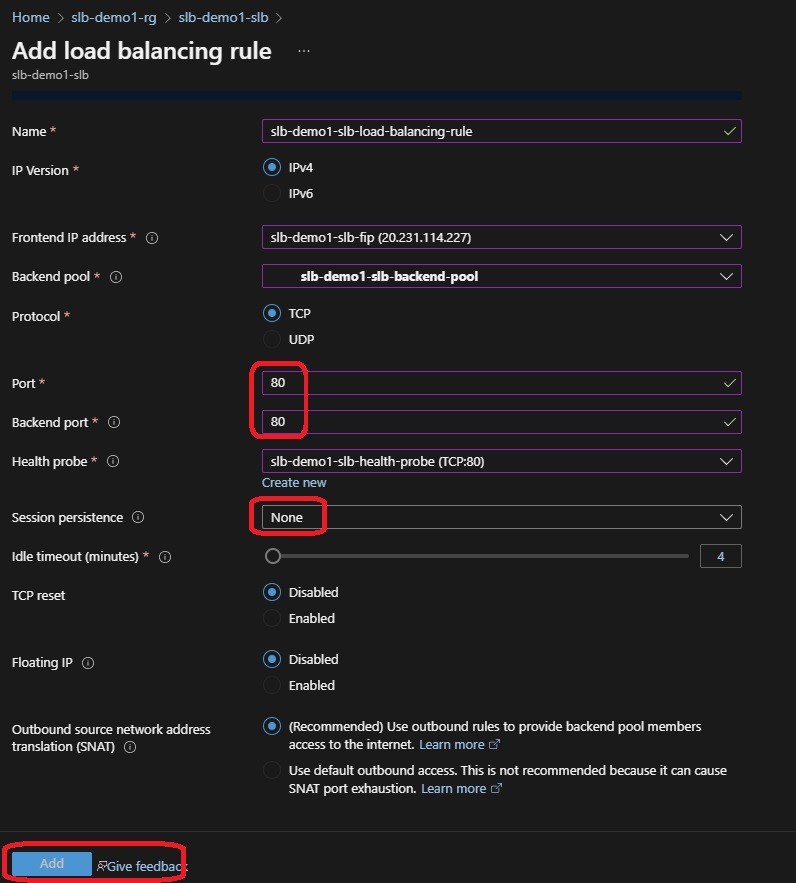 Home > slb-demo1-rg > slb-demo1-slb >
Add load balancing rule ...
slb-demo1-slb
Name * slb-demo1-slb-load-balancing-rule
IP Version * IPv4
IPv6
Frontend IP address * slb-demo1-slb-fip (20.231.114.227)
Backend pool * slb-demo1-slb-backend-pool
Protocol * TCP
UDP
Port * 80
Backend port * 80
Health probe * slb-demo1-slb-health-probe (TCP:80)
Create new
Session persistence None
Idle timeout (minutes) * 4
TCP reset Disabled
Enabled
Floating IP Disabled
Enabled
Outbound source network address
translation (SNAT)
(Recommended) Use outbound rules to provide backend pool members
access to the internet. Learn more
Use default outbound access. This is not recommended because it can cause
SNAT port exhaustion. Learn more
Add Give feedback